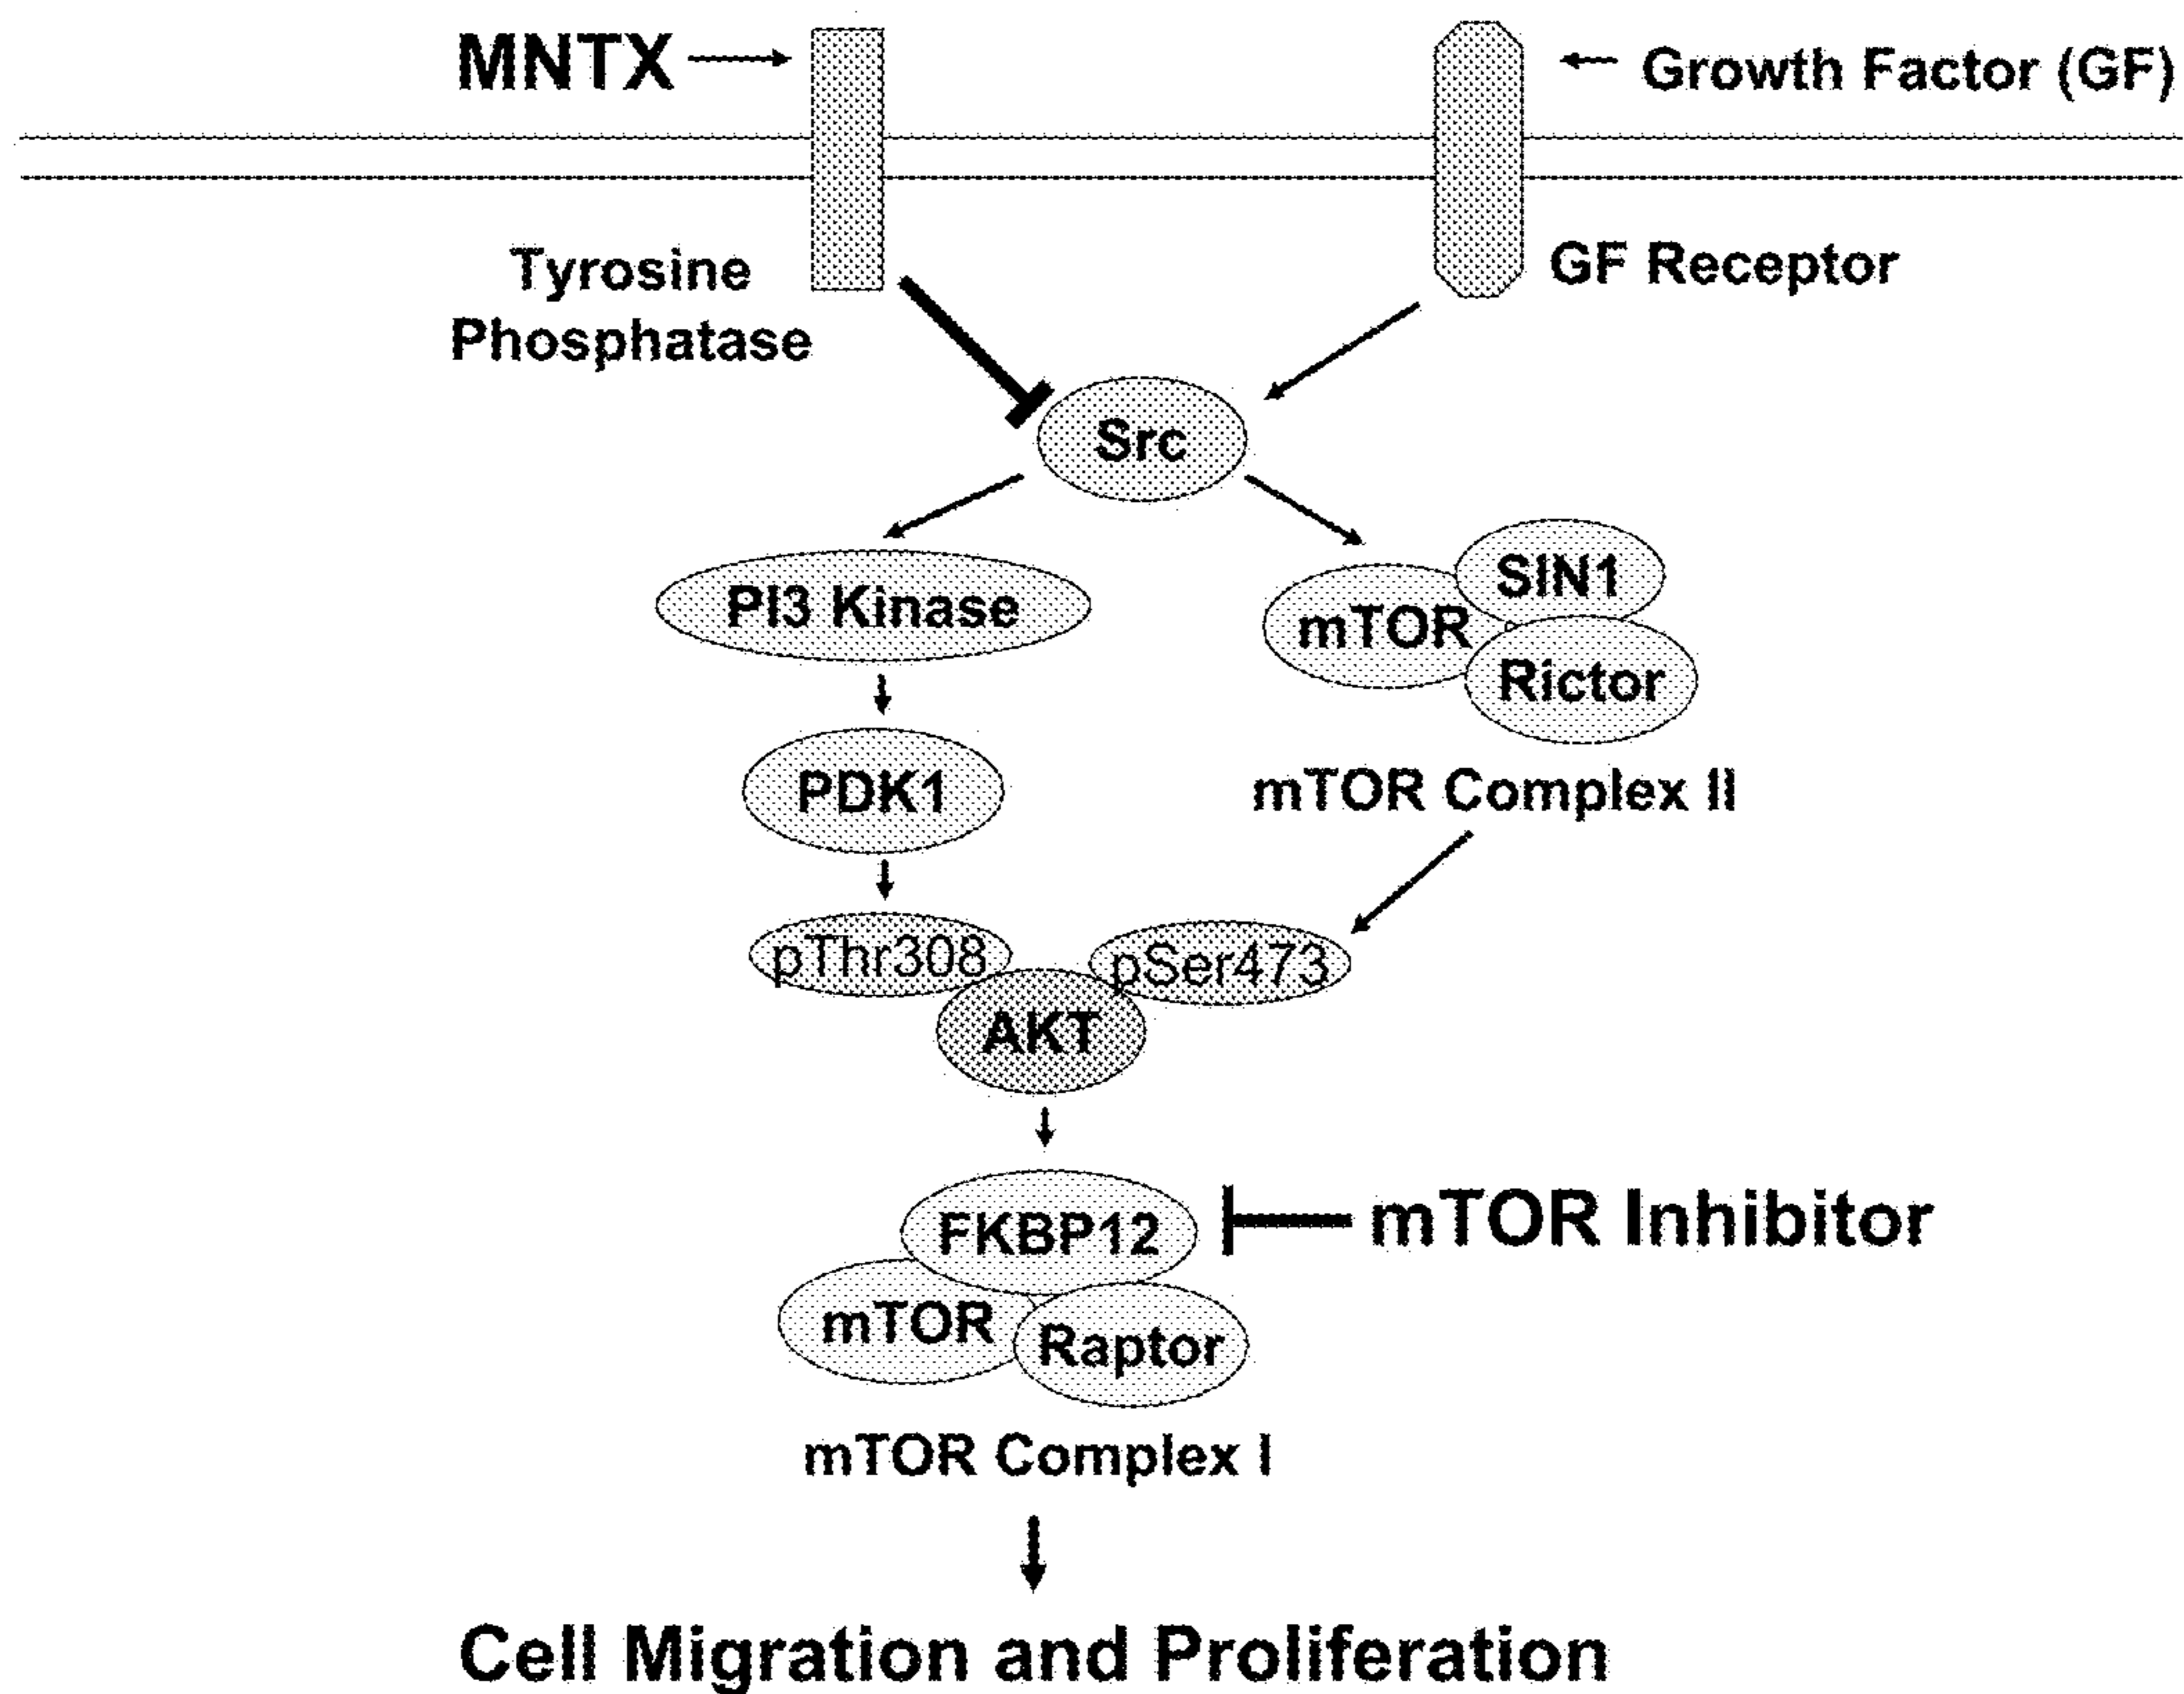 MNTX
Growth Factor (GF)
Tyrosine
Phosphatase
GF Receptor
Src
PI3 Kinase
SIN1
mTOR
Rictor
PDK1
mTOR Complex II
pThr308
pSer473
AKT
FKBP12
mTOR Inhibitor
mTOR
Raptor
mTOR Complex I
Cell Migration and Proliferation